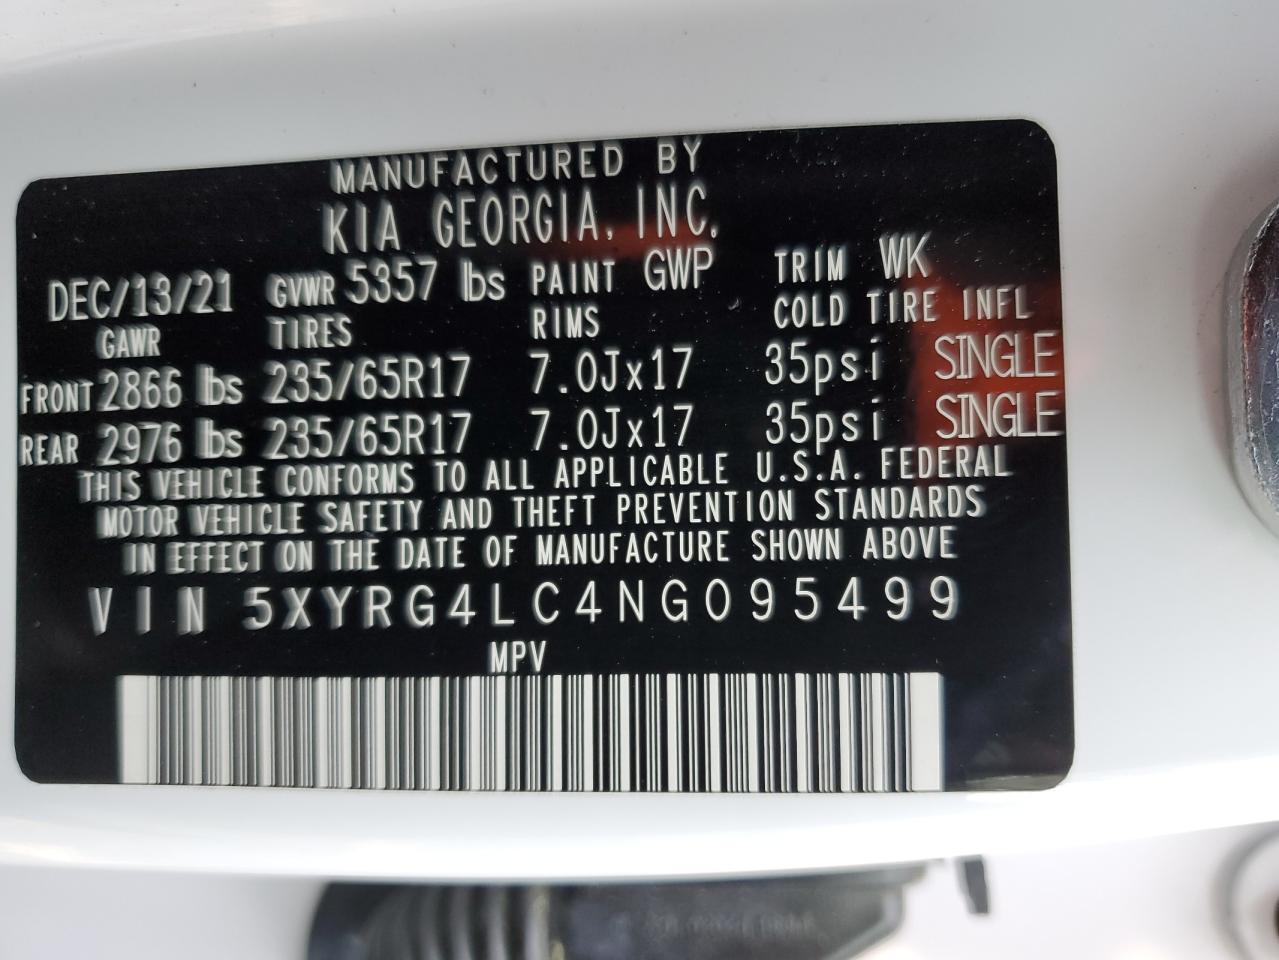 MANUFACTURED BY
KIA GEORGIA, INC.
DEC/13/21 GVWR 5357 lbs PAINT GWP TRIM WK
GAWR TIRES RIMS COLD TIRE INFL
FRONT 2866 lbs 235/65R17 7.0Jx17 35psi SINGLE
REAR 2976 lbs 235/65R17 7.0Jx17 35psi SINGLE
THIS VEHICLE CONFORMS TO ALL APPLICABLE U.S.A. FEDERAL
MOTOR VEHICLE SAFETY AND THEFT PREVENTION STANDARDS
IN EFFECT ON THE DATE OF MANUFACTURE SHOWN ABOVE
VIN 5XYRG4LC4NG095499
MPV